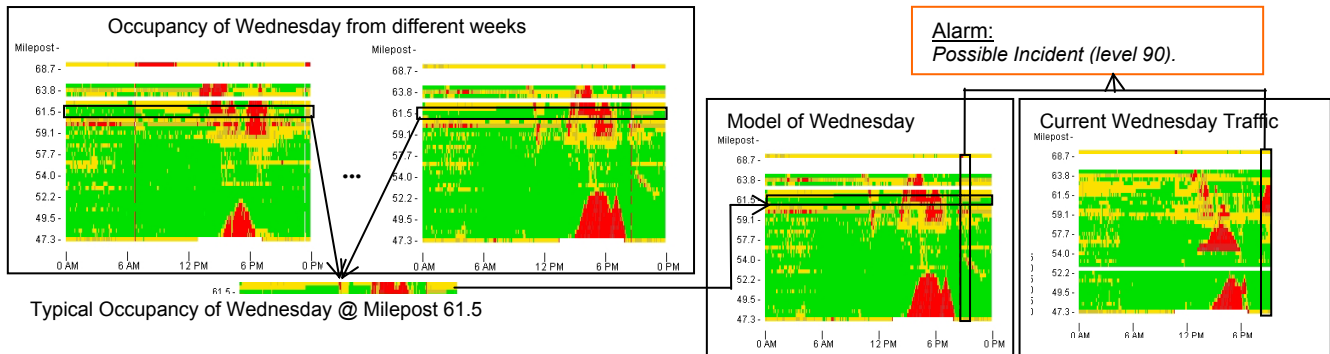 Occupancy of Wednesday from different weeks
Milepost -
68.7 -
63.8 -
61.5 -
59.1 -
57.7 -
54.0 -
52.2 -
49.5 -
47.3 -
0 AM 6 AM 12 PM 6 PM 0 PM
...
Milepost -
68.7 -
63.8 -
61.5 -
59.1 -
57.7 -
54.0 -
52.2 -
49.5 -
47.3 -
0 AM 6 AM 12 PM 6 PM 0 PM
61.5 -
Typical Occupancy of Wednesday @ Milepost 61.5
Alarm:
Possible Incident (level 90).
Model of Wednesday
Milepost -
68.7 -
63.8 -
61.5 -
59.1 -
57.7 -
54.0 -
52.2 -
49.5 -
47.3 -
0 AM 6 AM 12 PM 6 PM 0 PM
Current Wednesday Traffic
Milepost -
68.7 -
63.8 -
61.5 -
59.1 -
57.7 -
54.0 -
52.2 -
49.5 -
47.3 -
0 AM 6 AM 12 PM 6 PM